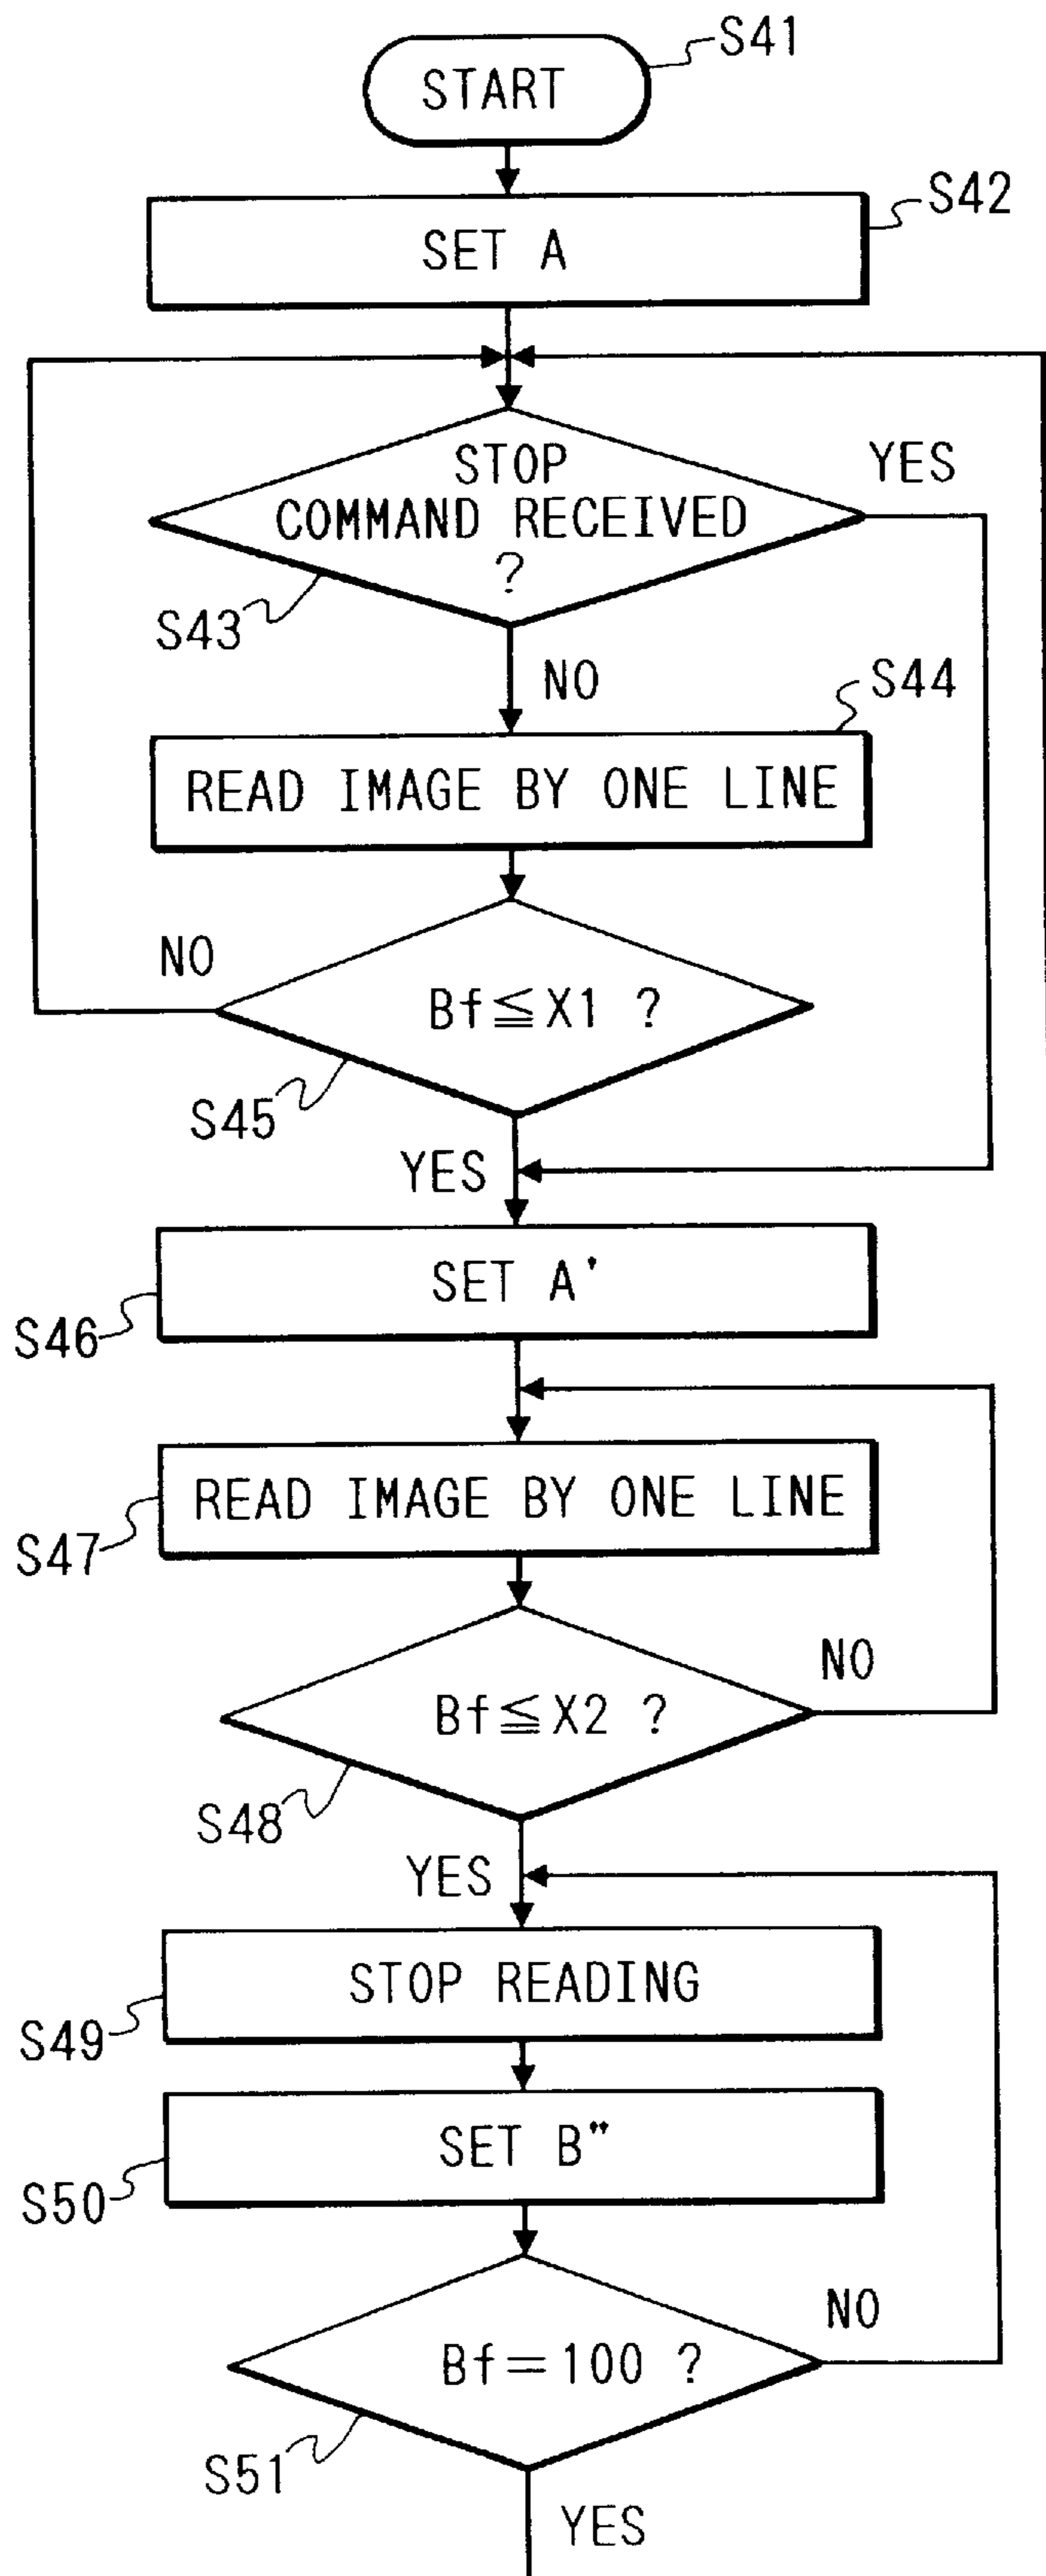 START
S41
SET A
S42
STOP
COMMAND RECEIVED
?
YES
S43
NO
S44
READ IMAGE BY ONE LINE
NO
Bf≦X1 ?
S45
YES
SET A'
S46
READ IMAGE BY ONE LINE
S47
NO
Bf≦X2 ?
S48
YES
STOP READING
S49
SET B"
S50
NO
Bf=100 ?
S51
YES